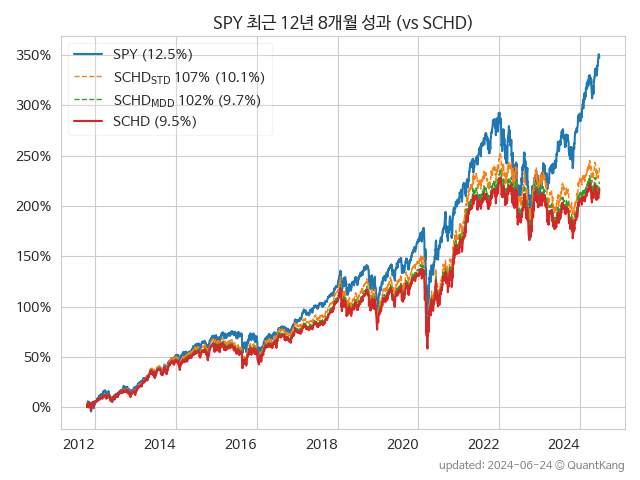 SPY 최근 12년 8개월 성과 (vs SCHD)
SPY (12.5%)
SCHD_STD 107% (10.1%)
SCHD_MDD 102% (9.7%)
SCHD (9.5%)
350%
300%
250%
200%
150%
100%
50%
0%
2012 2014 2016 2018 2020 2022 2024
updated: 2024-06-24 © QuantKang